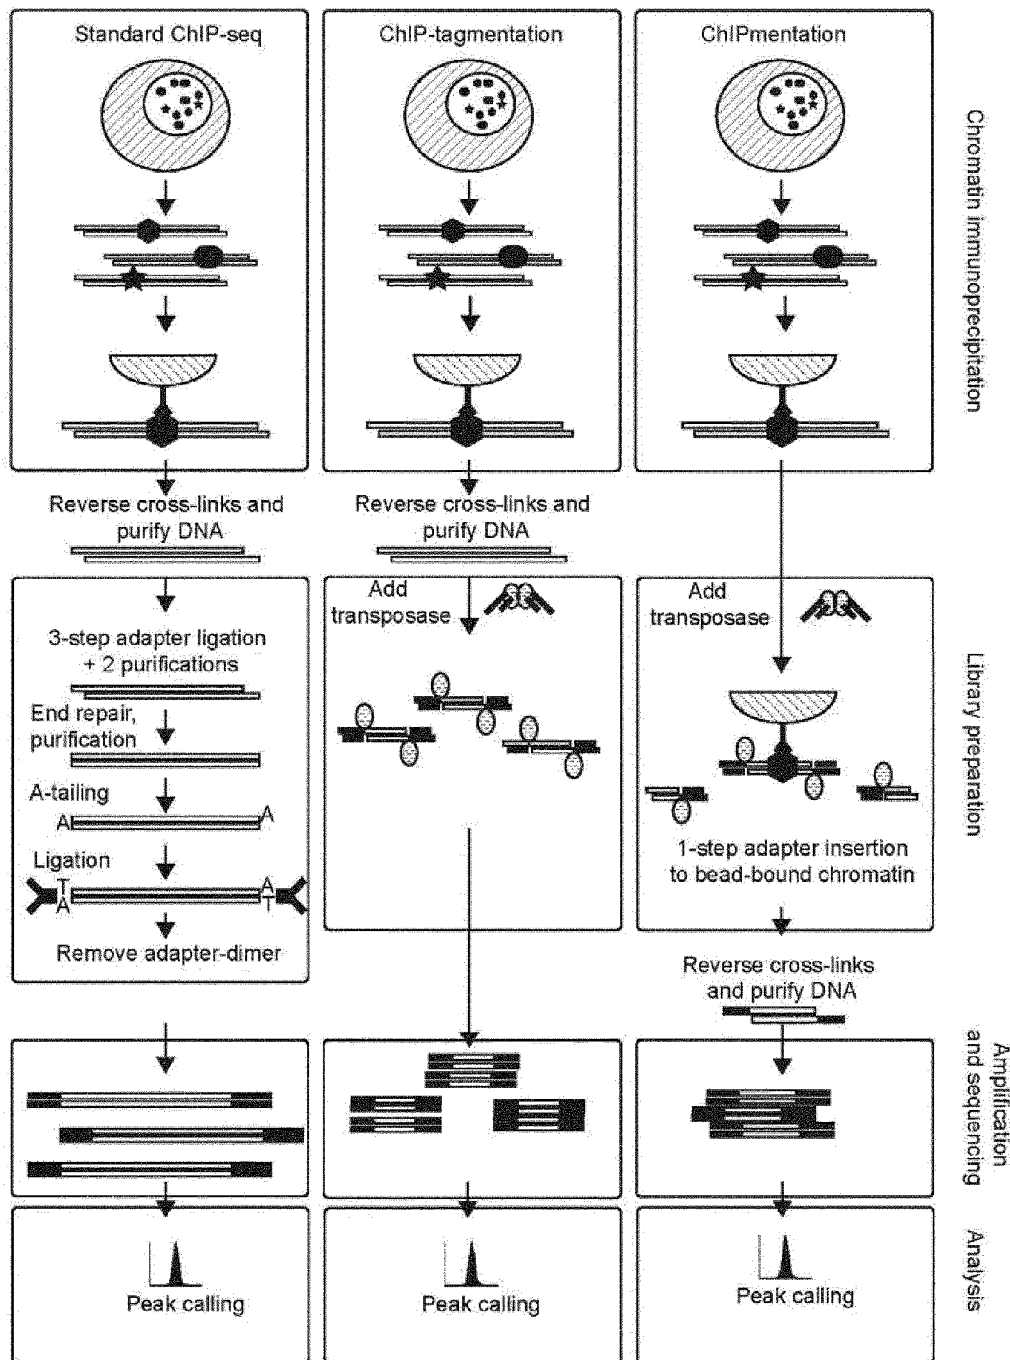 Standard ChIP-seq
ChIP-tagmentation
ChIPmentation
Chromatin immunoprecipitation
Reverse cross-links and
purify DNA
Reverse cross-links and
purify DNA
3-step adapter ligation
+ 2 purifications
End repair,
purification
A-tailing
A
A
Ligation
T
A
A
T
Remove adapter-dimer
Add
transposase
Add
transposase
1-step adapter insertion
to bead-bound chromatin
Library preparation
Reverse cross-links
and purify DNA
Amplification
and sequencing
Peak calling
Peak calling
Peak calling
Analysis